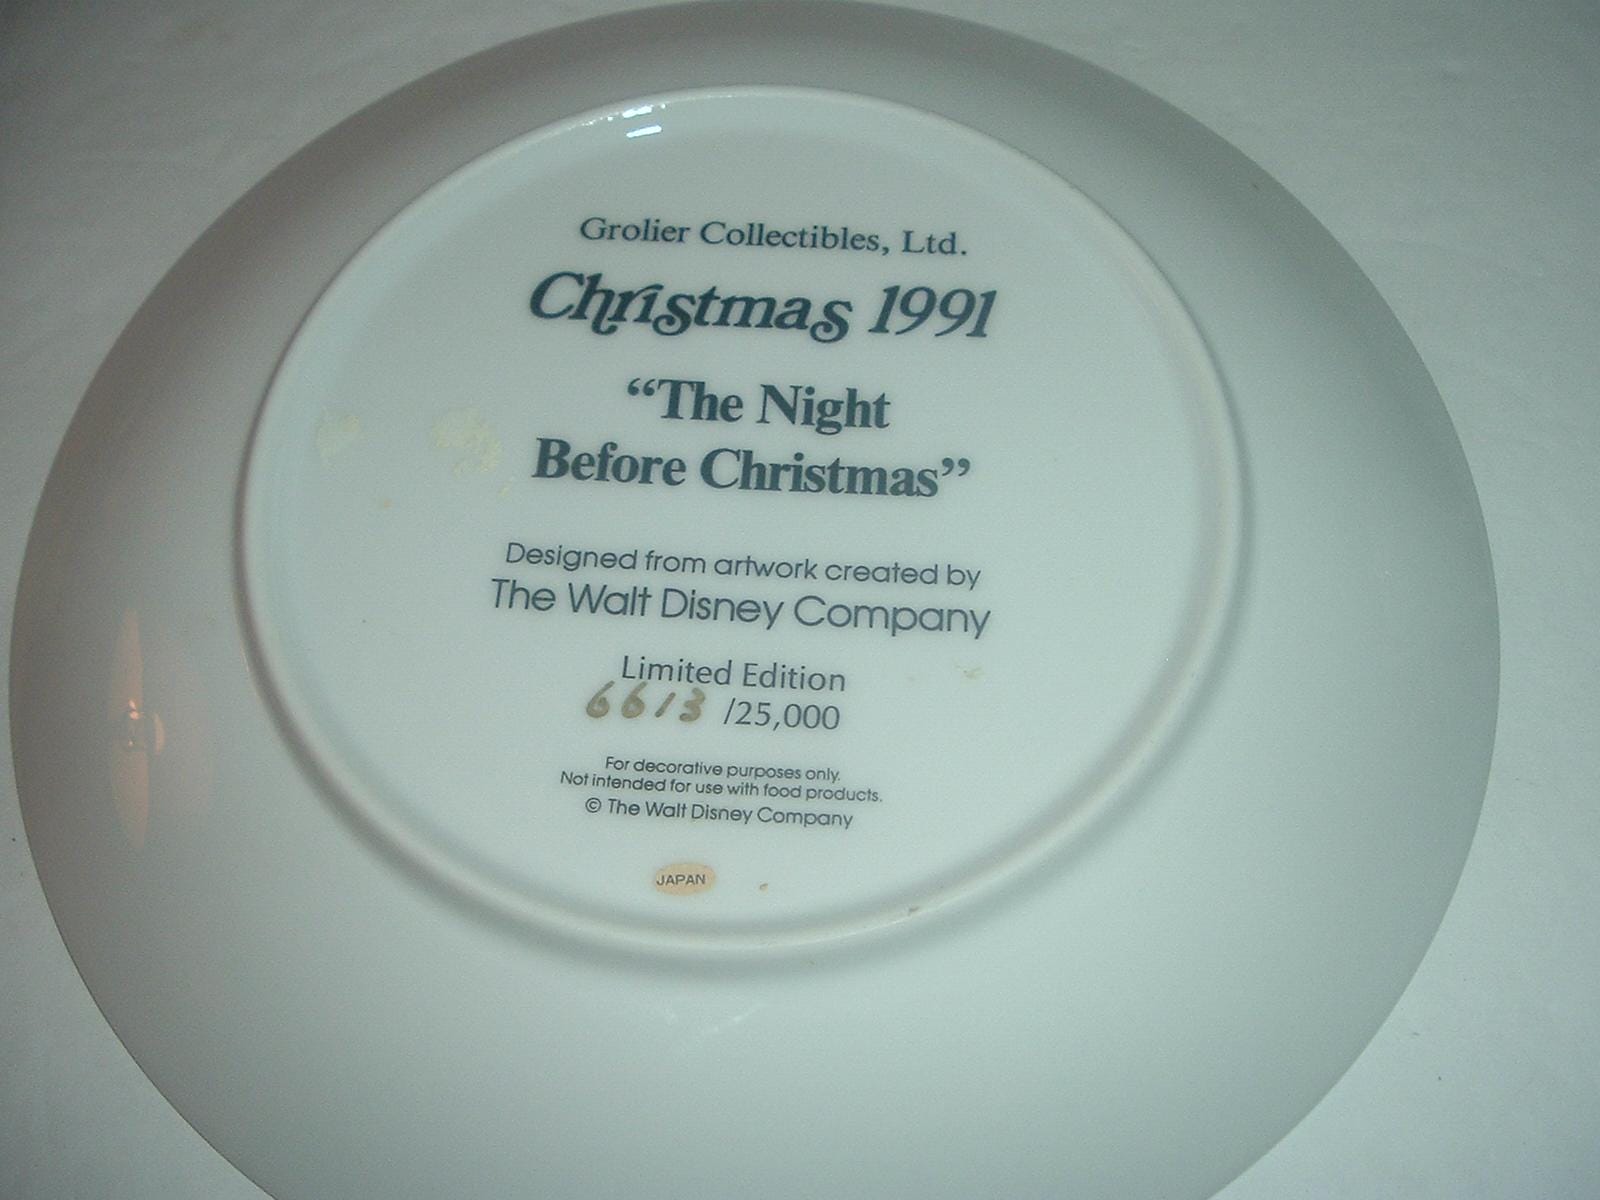 Grolier Collectibles, Ltd.
Christmas 1991
“The Night
Before Christmas”
Designed from artwork created by
The Walt Disney Company
Limited Edition
6613 /25,000
For decorative purposes only.
Not intended for use with food products.
© The Walt Disney Company
JAPAN